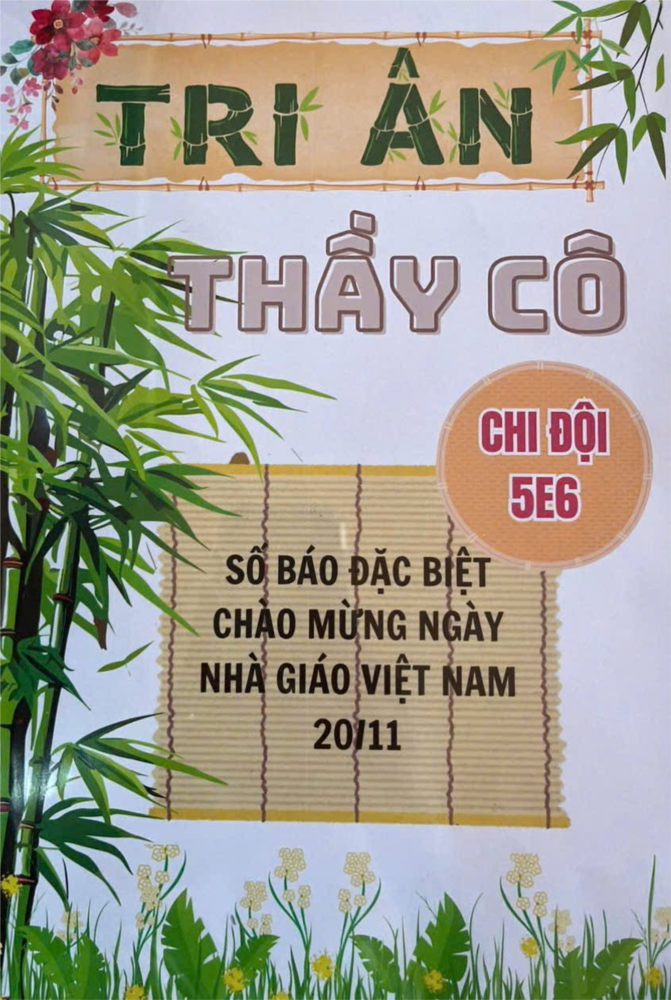 TRI ÂN
THẦY CÔ
CHI ĐỘI
5E6
SỐ BÁO ĐẶC BIỆT
CHÀO MỪNG NGÀY
NHÀ GIÁO VIỆT NAM
20/11